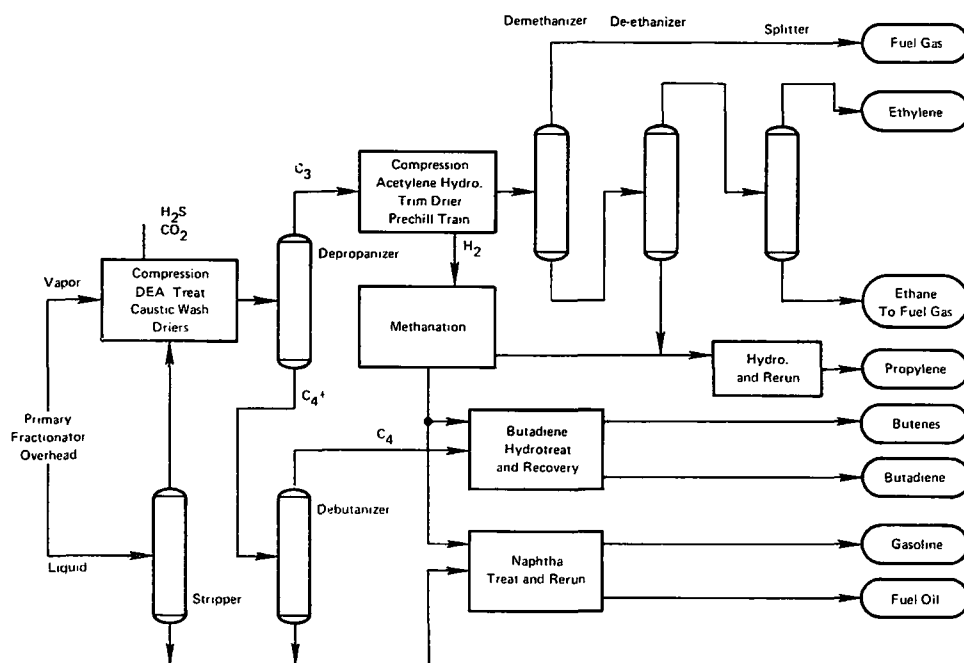 Demethanizer
De-ethanizer
Splitter
Fuel Gas
Ethylene
C3
Compression
Acetylene Hydro.
Trim Drier
Prechill Train
H2S
CO2
H2
Depropanizer
Vapor
Compression
DEA Treat
Caustic Wash
Driers
Ethane
To Fuel Gas
Methanation
Hydro.
and Rerun
Propylene
C4+
Primary
Fractionator
Overhead
C4
Butadiene
Hydrotreat
and Recovery
Butenes
Butadiene
Debutanizer
Gasoline
Naphtha
Treat and Rerun
Liquid
Stripper
Fuel Oil